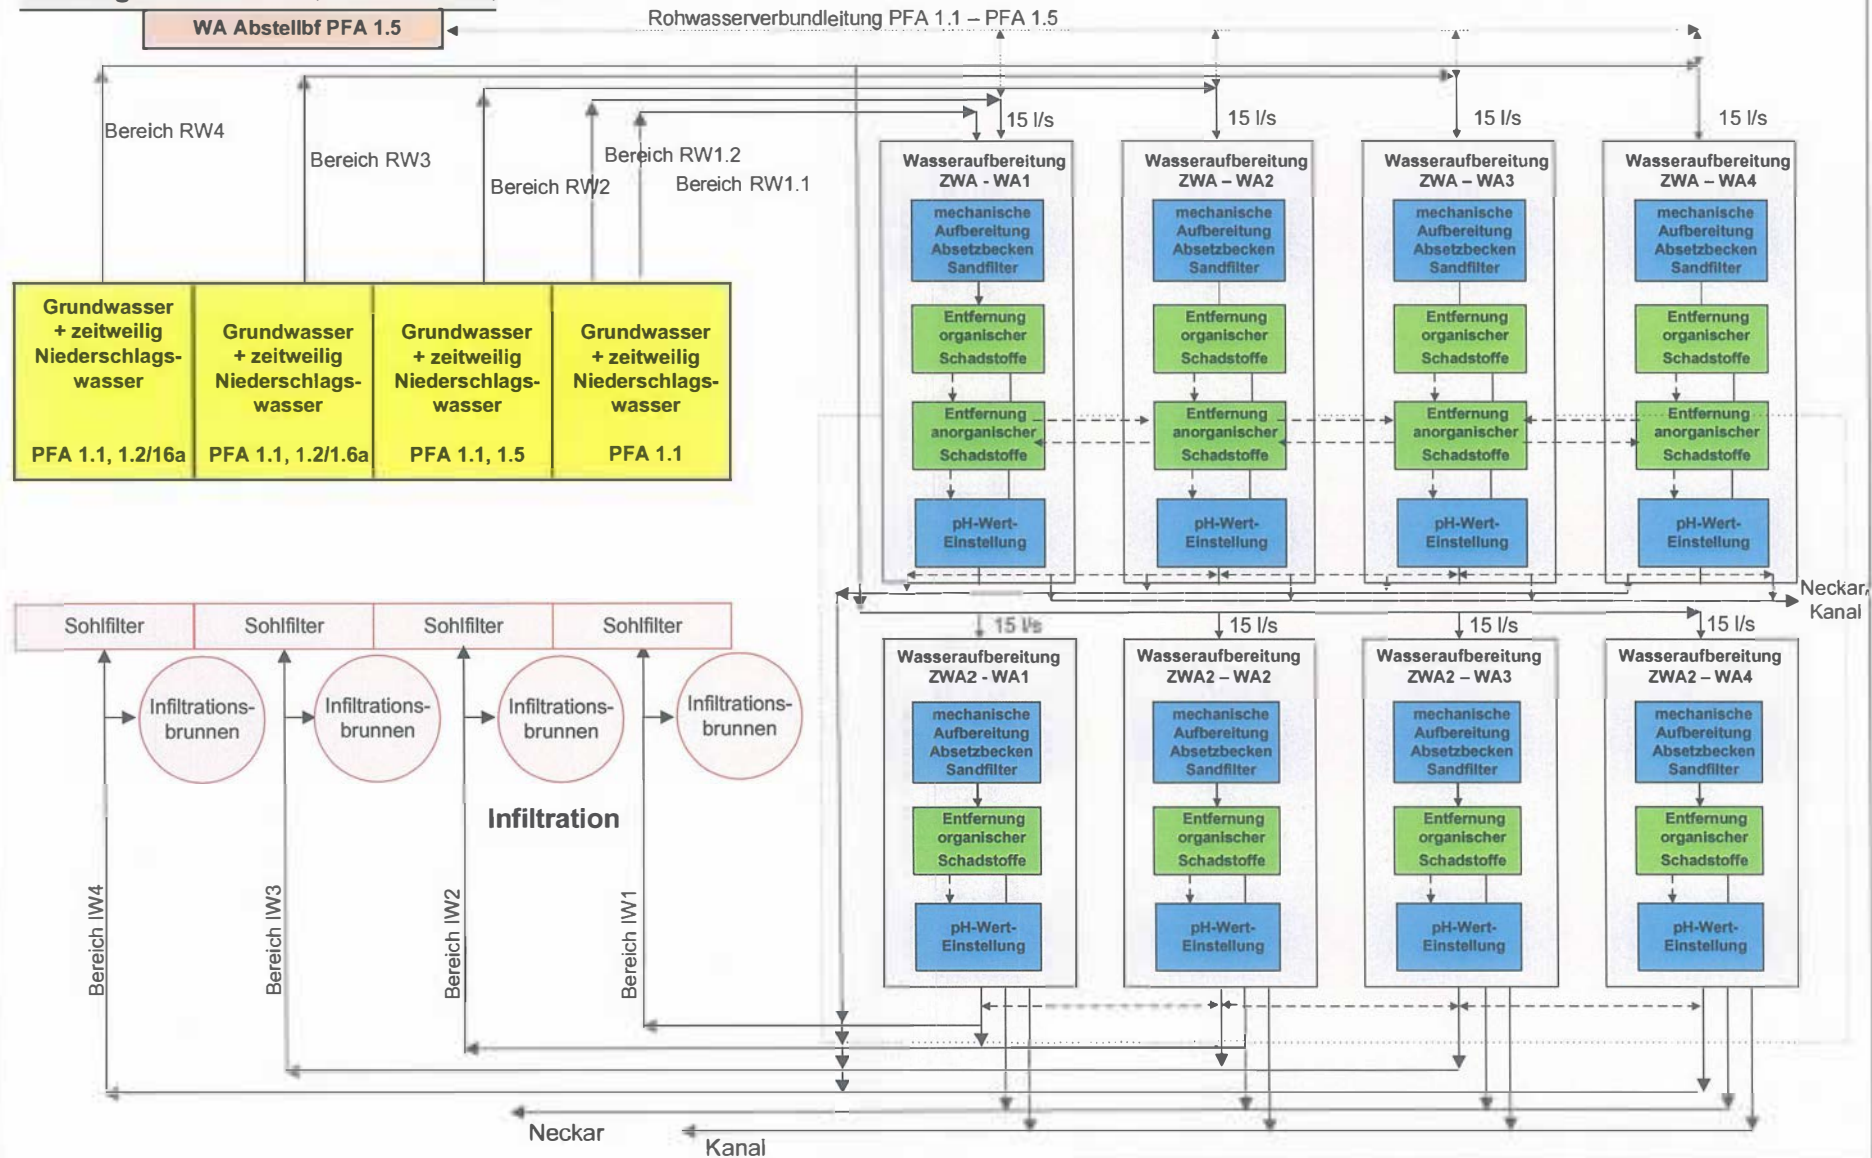 WA Abstellbf PFA 1.5
Rohwasserverbundleitung PFA 1.1 – PFA 1.5
Bereich RW4
Bereich RW3
Bereich RW2
Bereich RW1.2
Bereich RW1.1
15 l/s
15 l/s
15 l/s
15 l/s
Grundwasser
+ zeitweilig
Niederschlags-
wasser
PFA 1.1, 1.2/16a
Grundwasser
+ zeitweilig
Niederschlags-
wasser
PFA 1.1, 1.2/1.6a
Grundwasser
+ zeitweilig
Niederschlags-
wasser
PFA 1.1, 1.5
Grundwasser
+ zeitweilig
Niederschlags-
wasser
PFA 1.1
Wasseraufbereitung
ZWA - WA1
mechanische
Aufbereitung
Absetzbecken
Sandfilter
Entfernung
organischer
Schadstoffe
Entfernung
anorganischer
Schadstoffe
pH-Wert-
Einstellung
Wasseraufbereitung
ZWA – WA2
mechanische
Aufbereitung
Absetzbecken
Sandfilter
Entfernung
organischer
Schadstoffe
Entfernung
anorganischer
Schadstoffe
pH-Wert-
Einstellung
Wasseraufbereitung
ZWA – WA3
mechanische
Aufbereitung
Absetzbecken
Sandfilter
Entfernung
organischer
Schadstoffe
Entfernung
anorganischer
Schadstoffe
pH-Wert-
Einstellung
Wasseraufbereitung
ZWA – WA4
mechanische
Aufbereitung
Absetzbecken
Sandfilter
Entfernung
organischer
Schadstoffe
Entfernung
anorganischer
Schadstoffe
pH-Wert-
Einstellung
Neckar,
Kanal
Sohlfilter
Sohlfilter
Sohlfilter
Sohlfilter
Infiltrations-
brunnen
Infiltrations-
brunnen
Infiltrations-
brunnen
Infiltrations-
brunnen
Infiltration
Bereich IW4
Bereich IW3
Bereich IW2
Bereich IW1
15 l/s
15 l/s
15 l/s
15 l/s
Wasseraufbereitung
ZWA2 - WA1
mechanische
Aufbereitung
Absetzbecken
Sandfilter
Entfernung
organischer
Schadstoffe
pH-Wert-
Einstellung
Wasseraufbereitung
ZWA2 – WA2
mechanische
Aufbereitung
Absetzbecken
Sandfilter
Entfernung
organischer
Schadstoffe
pH-Wert-
Einstellung
Wasseraufbereitung
ZWA2 – WA3
mechanische
Aufbereitung
Absetzbecken
Sandfilter
Entfernung
organischer
Schadstoffe
pH-Wert-
Einstellung
Wasseraufbereitung
ZWA2 – WA4
mechanische
Aufbereitung
Absetzbecken
Sandfilter
Entfernung
organischer
Schadstoffe
pH-Wert-
Einstellung
Neckar
Kanal